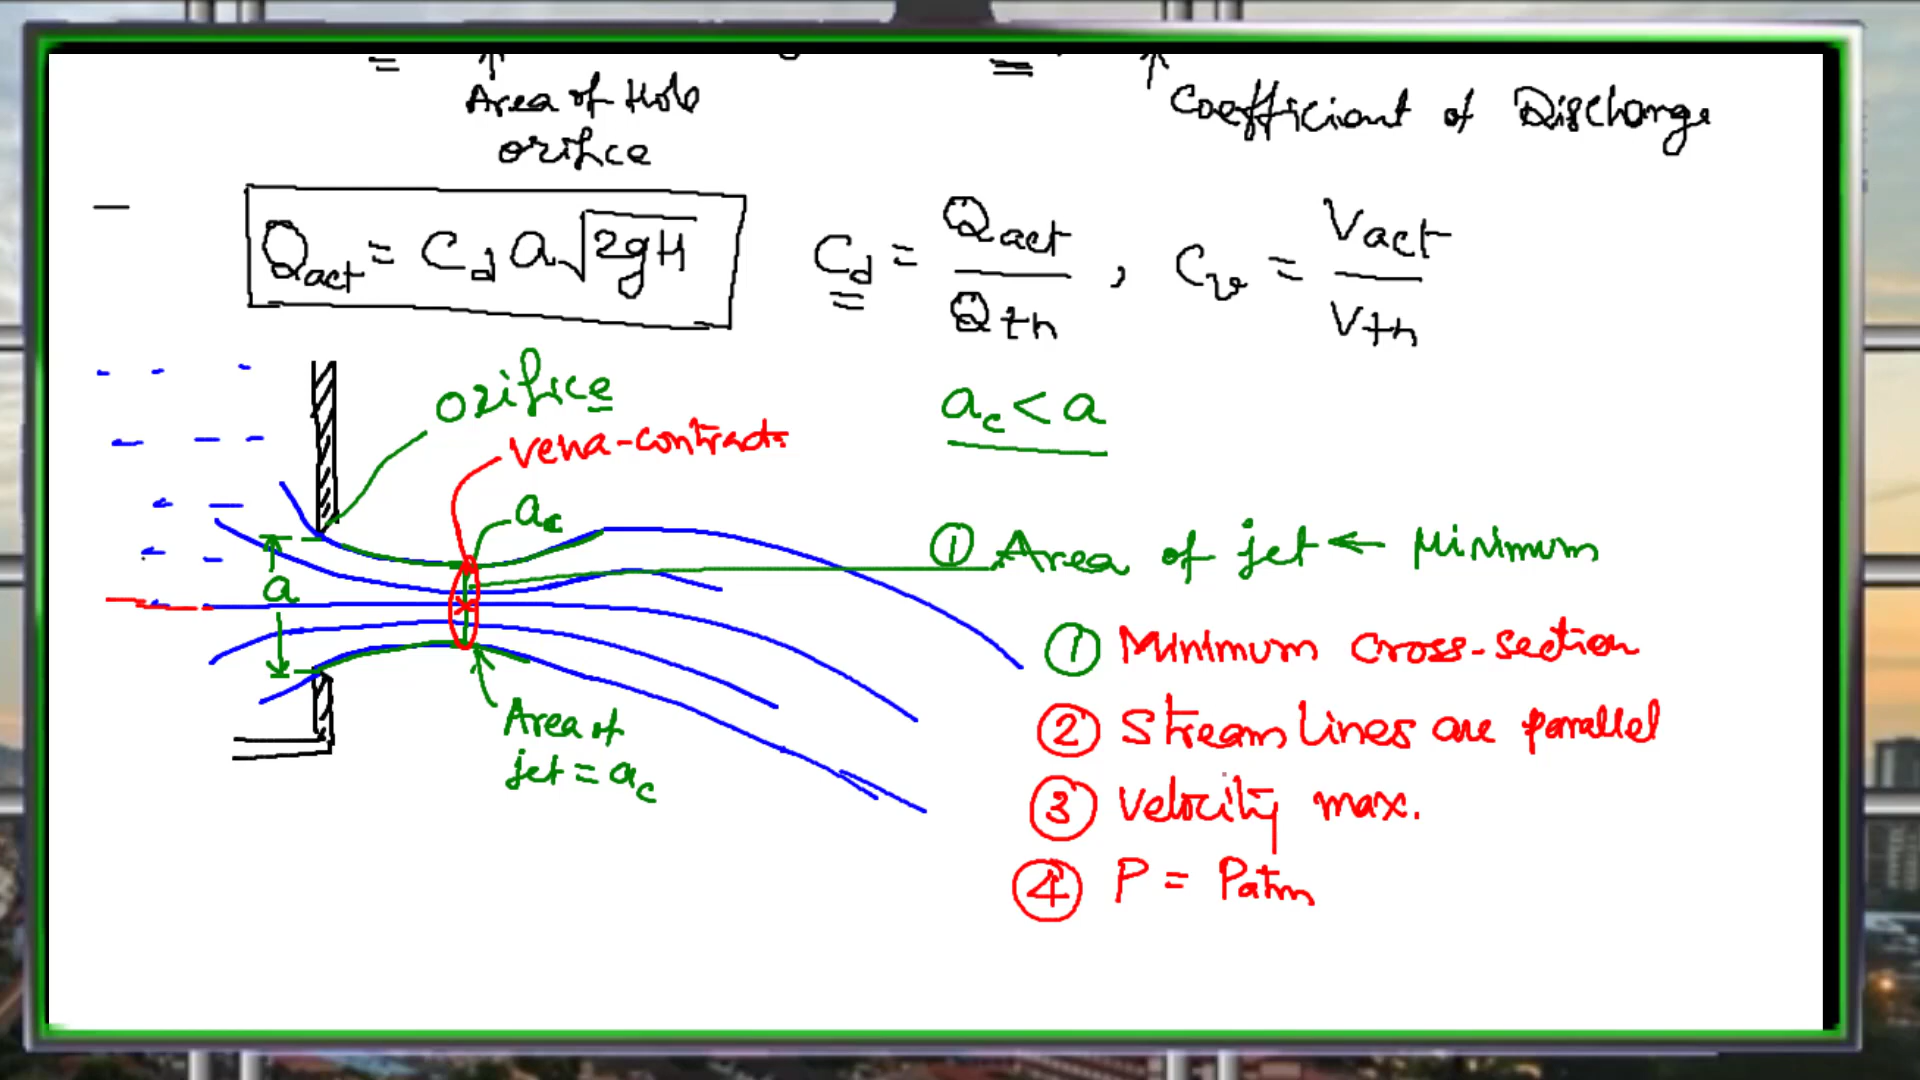 Area of Hole
orifice
Coefficient of Discharge
Qact = Cd a √2gH
Cd = Qact / Qth , Cv = Vact / Vth
orifice
ac < a
vena-contracta
ac
a
① Area of jet ← Minimum
① Minimum cross-section
② Stream lines are parallel
Area of
jet = ac
③ Velocity max.
④ P = Patm